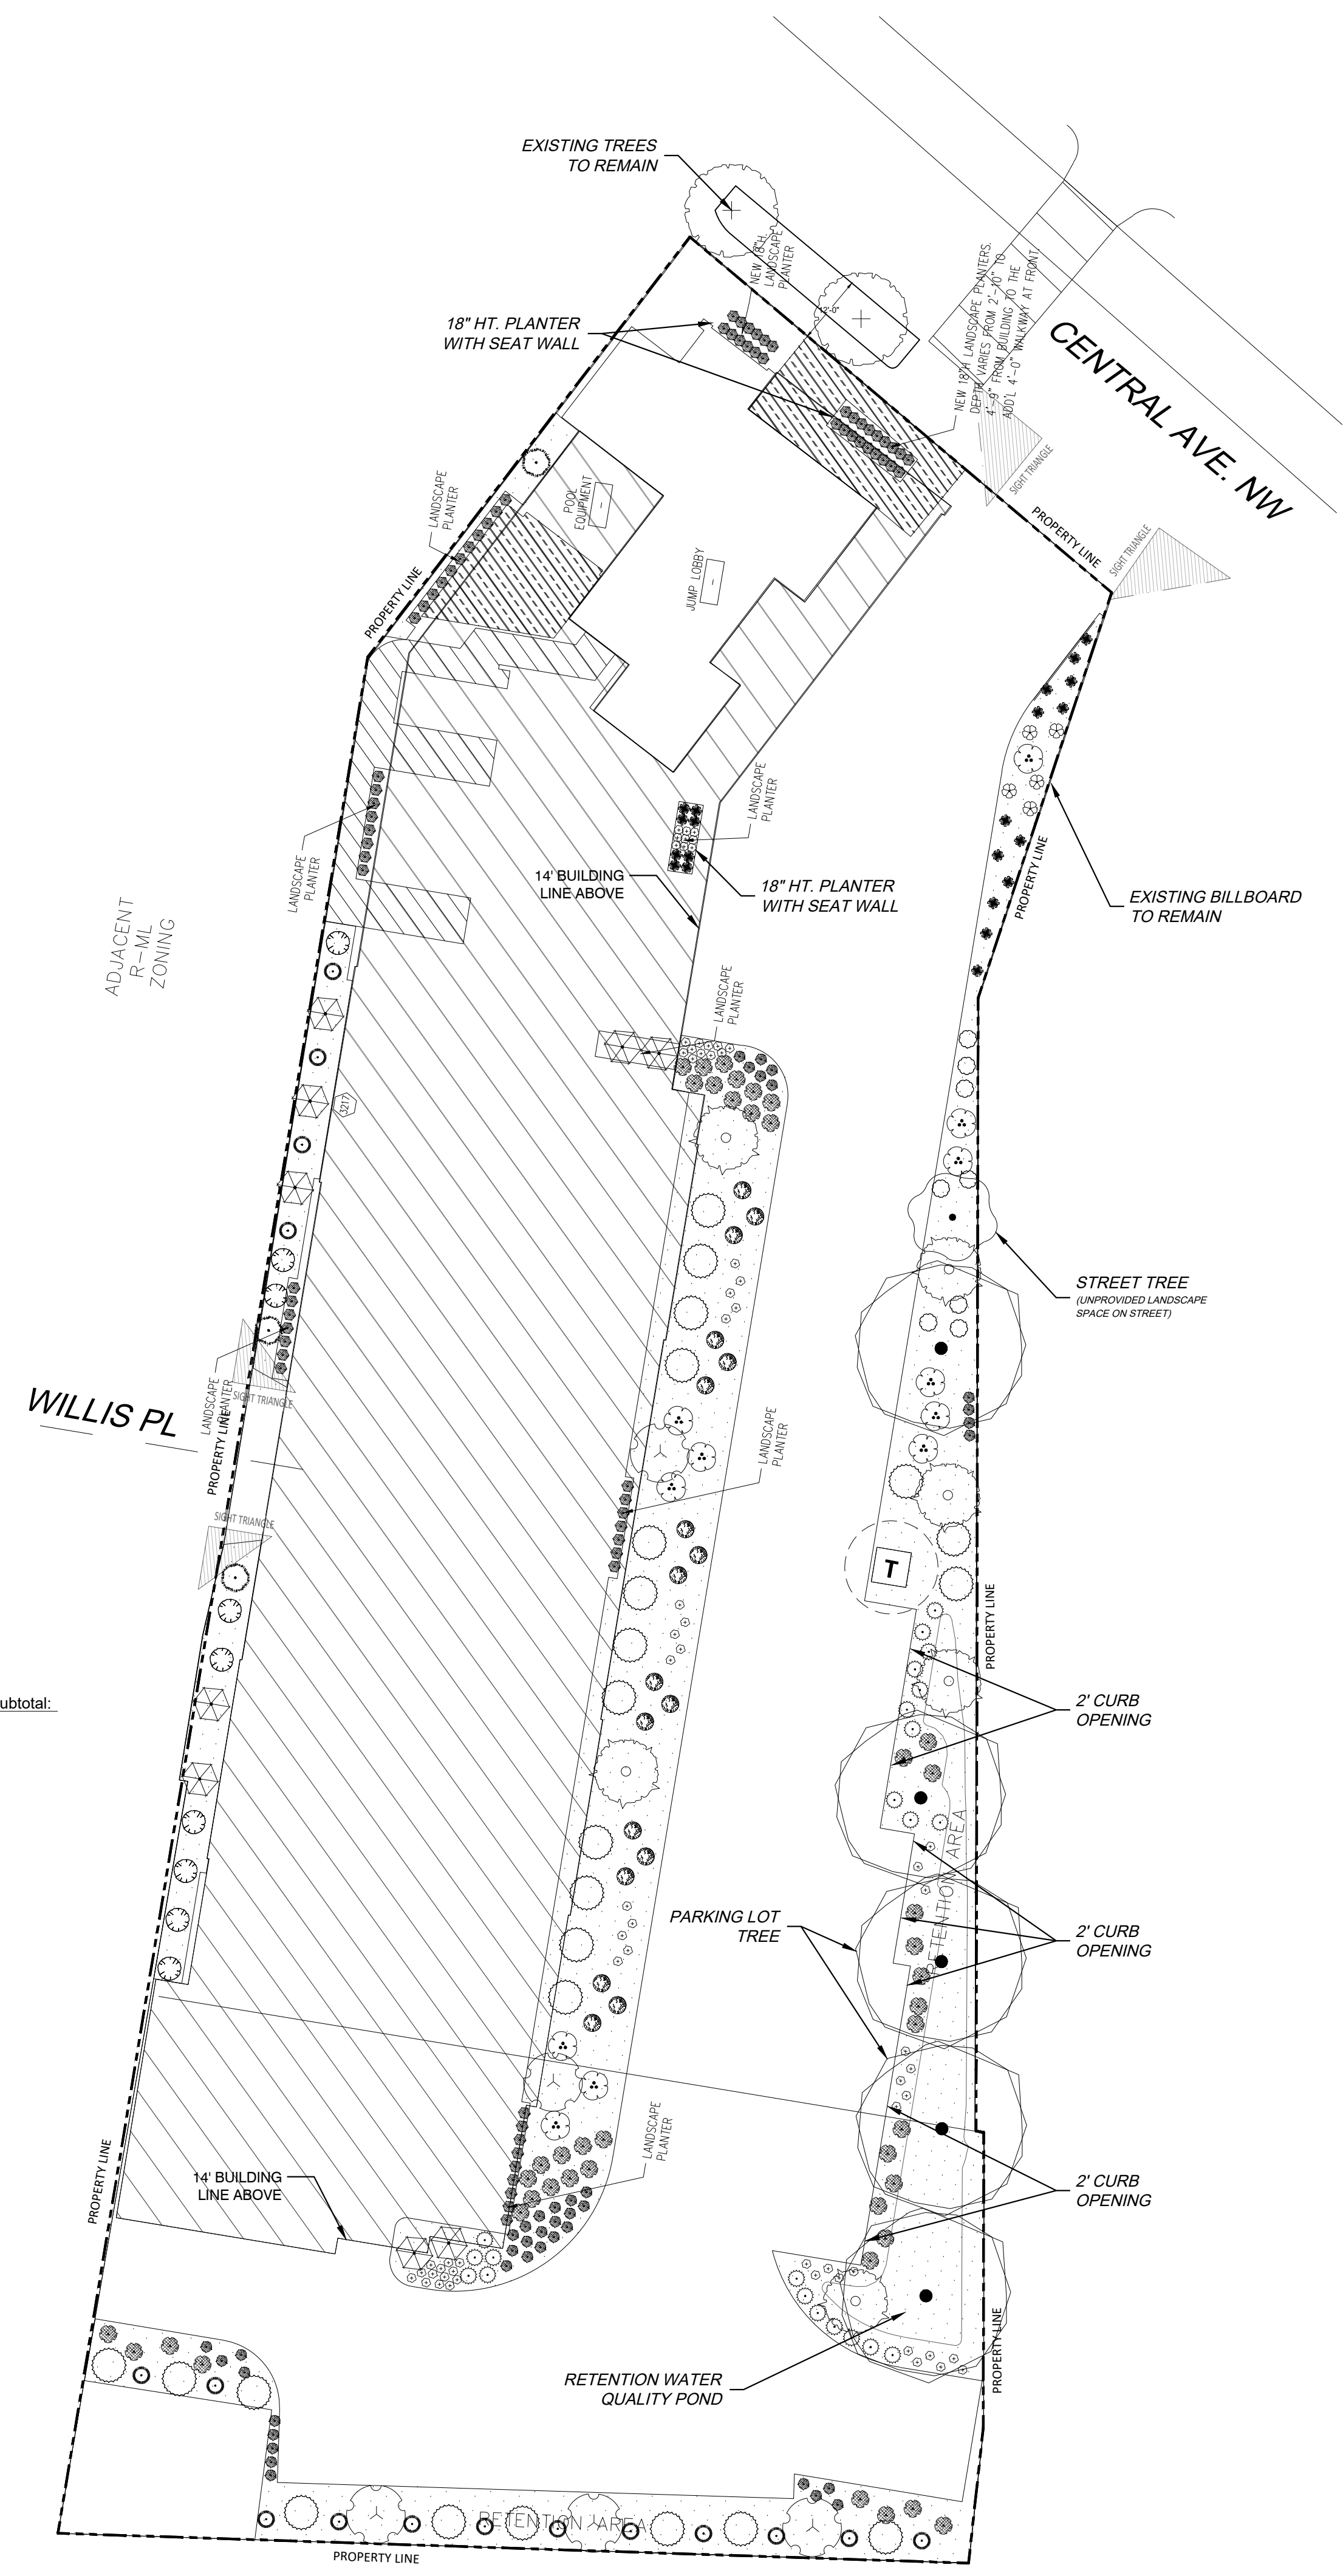 EXISTING TREES
TO REMAIN
NEW 18"H.
LANDSCAPE
PLANTER
12'-0"
18" HT. PLANTER
WITH SEAT WALL
NEW 18"H LANDSCAPE PLANTERS.
DEPTH VARIES FROM 2'-10" TO
4'-9" FROM BUILDING TO THE
ADD'L 4'-0" WALKWAY AT FRONT.
CENTRAL AVE. NW
SIGHT TRIANGLE
PROPERTY LINE
SIGHT TRIANGLE
LANDSCAPE
PLANTER
POOL
EQUIPMENT
JUMP LOBBY
PROPERTY LINE
LANDSCAPE
PLANTER
LANDSCAPE
PLANTER
14' BUILDING
LINE ABOVE
18" HT. PLANTER
WITH SEAT WALL
PROPERTY LINE
EXISTING BILLBOARD
TO REMAIN
ADJACENT
R-ML
ZONING
LANDSCAPE
PLANTER
3217
STREET TREE
(UNPROVIDED LANDSCAPE
SPACE ON STREET)
WILLIS PL
LANDSCAPE
PLANTER
SIGHT TRIANGLE
PROPERTY LINE
LANDSCAPE
PLANTER
SIGHT TRIANGLE
T
PROPERTY LINE
ubtotal:
2' CURB
OPENING
RETENTION AREA
PARKING LOT
TREE
2' CURB
OPENING
LANDSCAPE
PLANTER
PROPERTY LINE
14' BUILDING
LINE ABOVE
2' CURB
OPENING
PROPERTY LINE
RETENTION WATER
QUALITY POND
RETENTION AREA
PROPERTY LINE